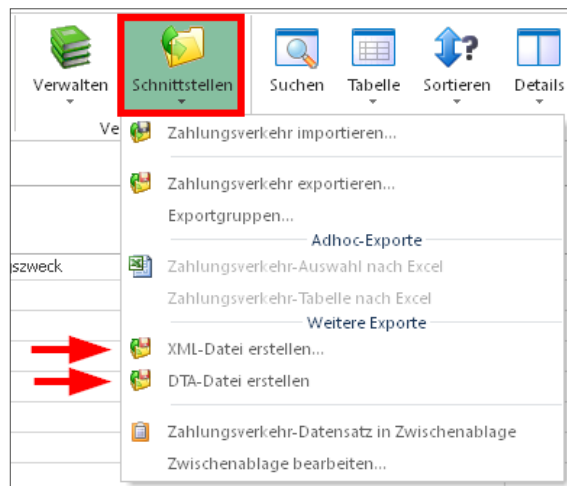 Verwalten Schnittstellen Suchen Tabelle Sortieren Details
Ve
Zahlungsverkehr importieren...
Zahlungsverkehr exportieren...
Exportgruppen...
Adhoc-Exporte
szweck
Zahlungsverkehr-Auswahl nach Excel
Zahlungsverkehr-Tabelle nach Excel
Weitere Exporte
XML-Datei erstellen...
DTA-Datei erstellen
Zahlungsverkehr-Datensatz in Zwischenablage
Zwischenablage bearbeiten...